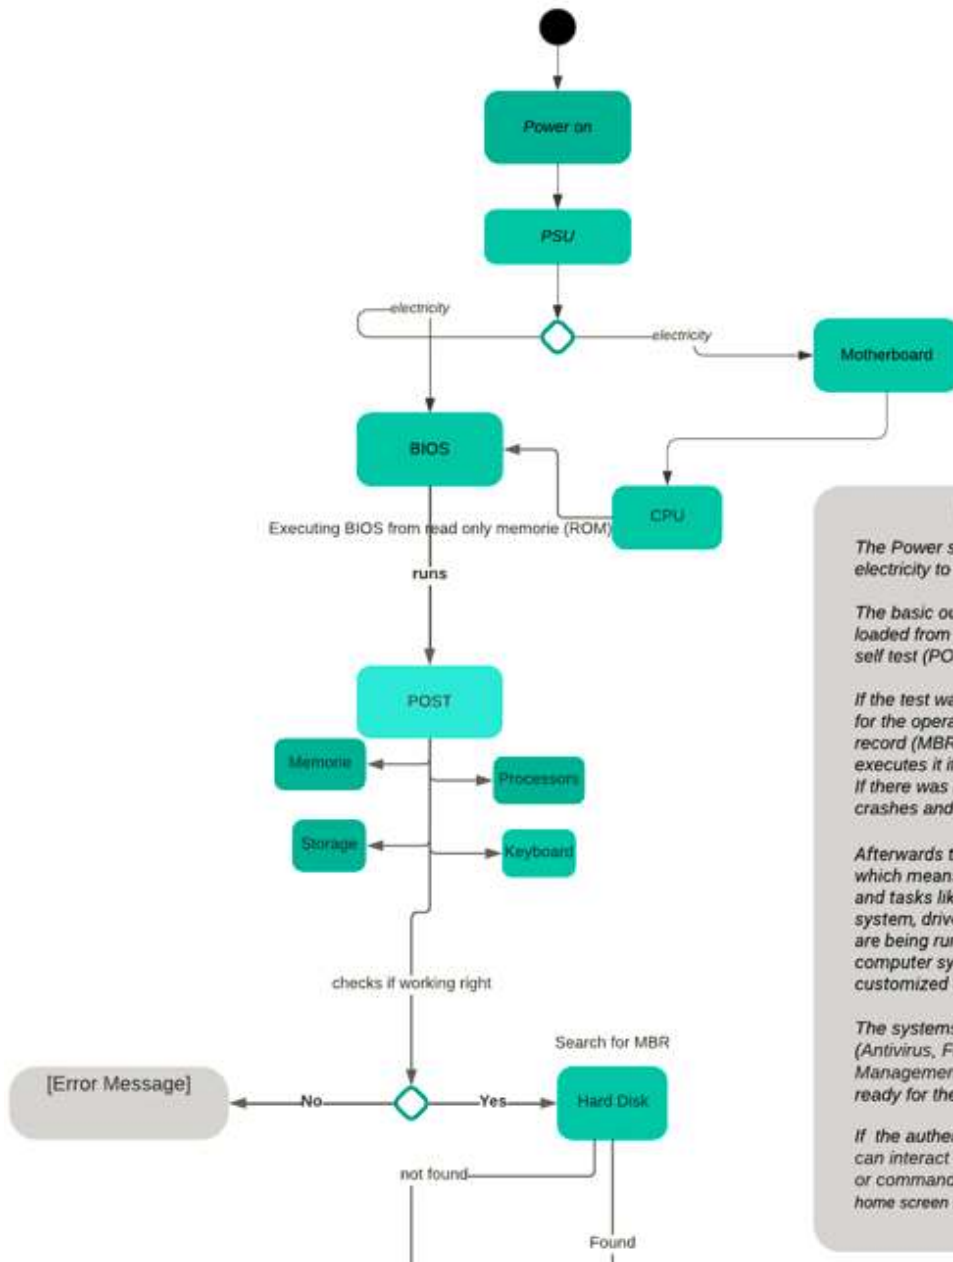 Power on
PSU
electricity
electricity
Motherboard
BIOS
CPU
Executing BIOS from read only memorie (ROM)
runs
POST
Memorie
Processors
Storage
Keyboard
checks if working right
Search for MBR
[Error Message]
No
Yes
Hard Disk
not found
Found
The Power s
electricity to
The basic ou
loaded from
self test (PO
If the test wa
for the opera
record (MBR
executes it i
If there was
crashes and
Afterwards t
which mean
and tasks lik
system, drive
are being run
computer sy
customized
The systems
(Antivirus, F
Managemen
ready for the
If the authe
can interact
or command
home screen